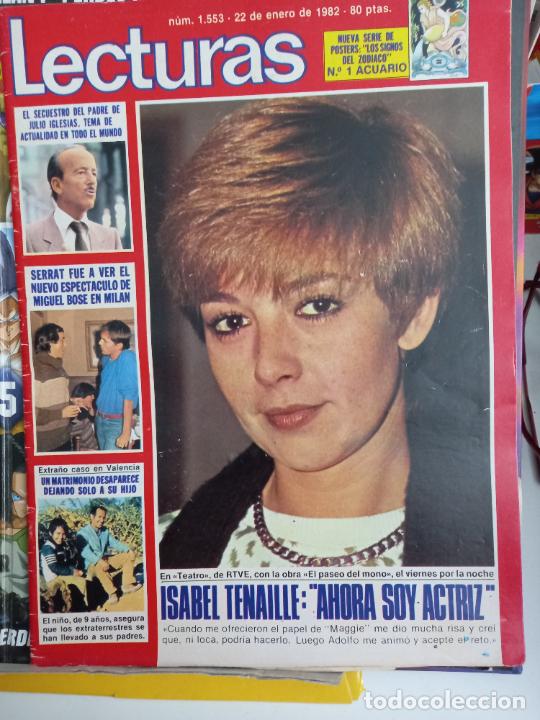 núm. 1.553 - 22 de enero de 1982 - 80 ptas.
Lecturas
NUEVA SERIE DE
POSTERS: "LOS SIGNOS
DEL ZODIACO"
N.º 1 ACUARIO
EL SECUESTRO DEL PADRE DE
JULIO IGLESIAS, TEMA DE
ACTUALIDAD EN TODO EL MUNDO
SERRAT FUE A VER EL
NUEVO ESPECTACULO DE
MIGUEL BOSE EN MILAN
Extraño caso en Valencia
UN MATRIMONIO DESAPARECE
DEJANDO SOLO A SU HIJO
El niño, de 9 años, asegura
que los extraterrestres se
han llevado a sus padres.
En «Teatro», de RTVE, con la obra «El paseo del mono», el viernes por la noche
ISABEL TENAILLE: "AHORA SOY ACTRIZ"
«Cuando me ofrecieron el papel de "Maggie" me dio mucha risa y creí
que, ni loca, podría hacerlo. Luego Adolfo me animó y acepté el reto.»
5
todocoleccion.net